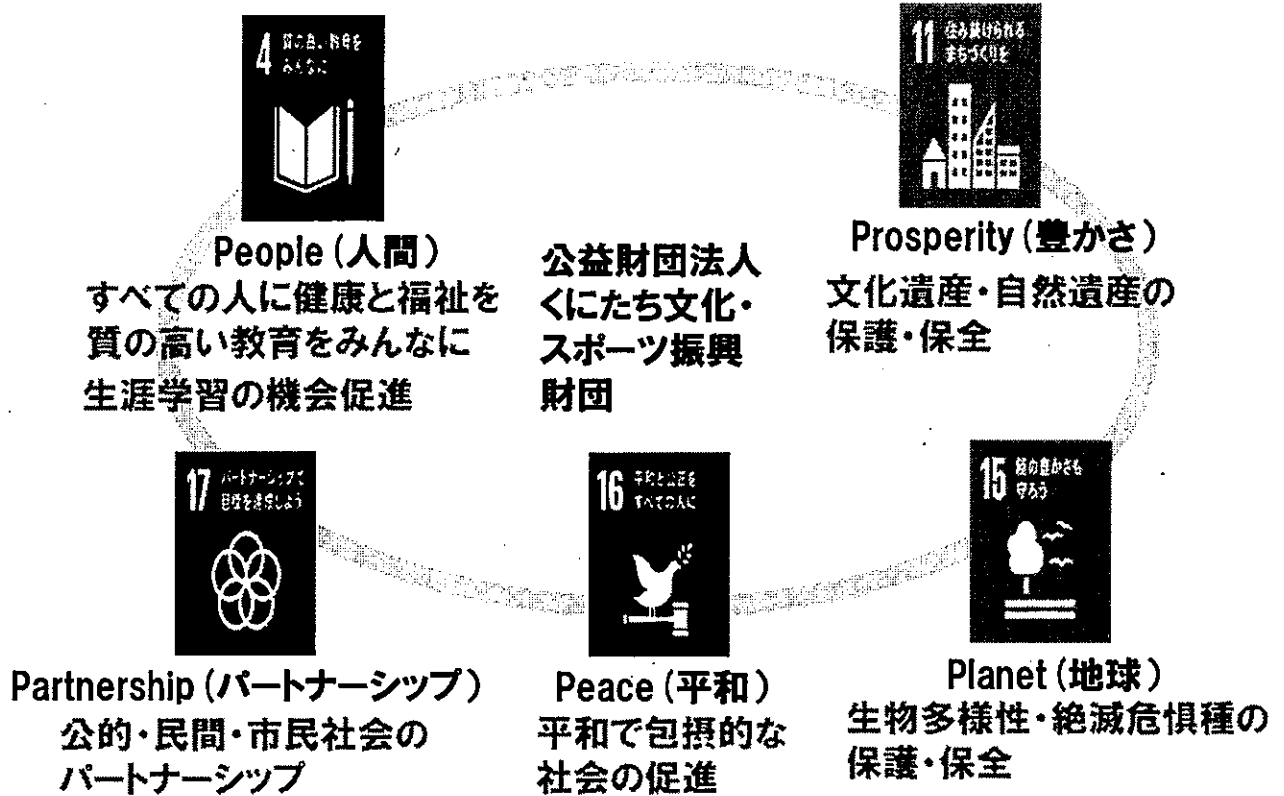 4 質の高い教育を
みんなに
11 住み続けられる
まちづくりを
People（人間）
すべての人に健康と福祉を
質の高い教育をみんなに
生涯学習の機会促進
公益財団法人
くにたち文化・
スポーツ振興
財団
Prosperity（豊かさ）
文化遺産・自然遺産の
保護・保全
17 パートナーシップで
目標を達成しよう
16 平和と公正を
すべての人に
15 陸の豊かさも
守ろう
Partnership（パートナーシップ）
公的・民間・市民社会の
パートナーシップ
Peace（平和）
平和で包摂的な
社会の促進
Planet（地球）
生物多様性・絶滅危惧種の
保護・保全